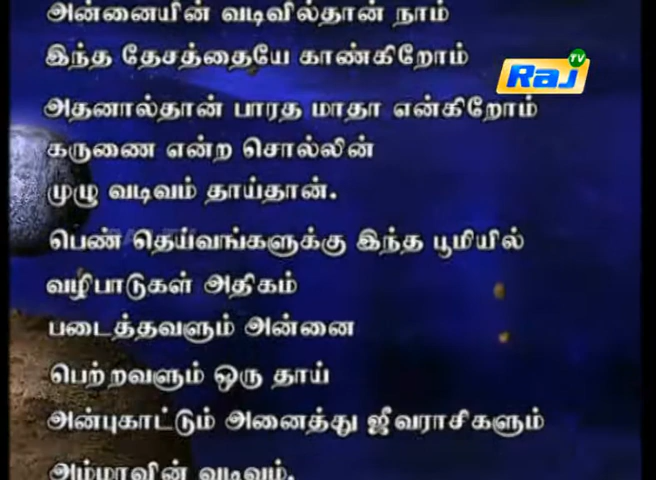 அன்னையின் வடிவில்தான் நாம்
இந்த தேசத்தையே காண்கிறோம்
Raj TV
அதனால்தான் பாரத மாதா என்கிறோம்
கருணை என்ற சொல்லின்
முழு வடிவம் தாய்தான்.
பெண் தெய்வங்களுக்கு இந்த பூமியில்
வழிபாடுகள் அதிகம்
படைத்தவளும் அன்னை
பெற்றவளும் ஒரு தாய்
அன்புகாட்டும் அனைத்து ஜீவராசிகளும்
அம்மாவின் வடிவம்.